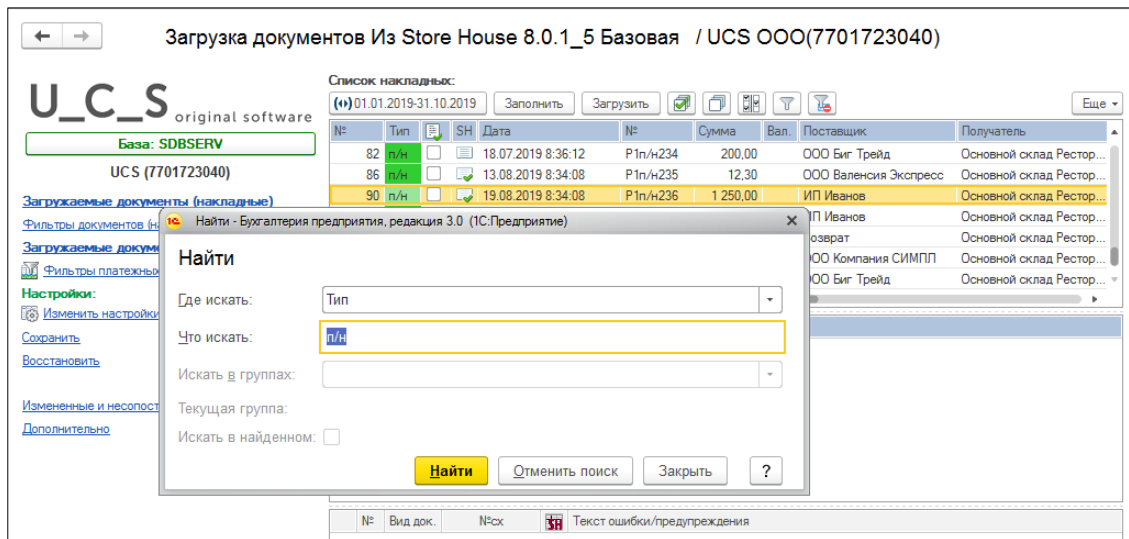 Загрузка документов Из Store House 8.0.1_5 Базовая / UCS ООО(7701723040)
U_C_S original software
База: SDBSERV
UCS (7701723040)
Загружаемые документы (накладные)
Фильтры документов (н
Загружаемые докуме
Фильтры платежных
Настройки:
Изменить настройки
Сохранить
Восстановить
Измененные и несопост
Дополнительно
Список накладных:
01.01.2019-31.10.2019 Заполнить Загрузить Еще
№ Тип SH Дата № Сумма Вал. Поставщик Получатель
82 п/н 18.07.2019 8:36:12 Р1п/н234 200,00 ООО Биг Трейд Основной склад Рестор...
86 п/н 13.08.2019 8:34:08 Р1п/н235 12,30 ООО Валенсия Экспресс Основной склад Рестор...
90 п/н 19.08.2019 8:34:08 Р1п/н236 1 250,00 ИП Иванов Основной склад Рестор...
ИП Иванов Основной склад Рестор...
озврат Основной склад Рестор...
ООО Компания СИМПЛ Основной склад Рестор...
ООО Биг Трейд Основной склад Рестор...
1С Найти - Бухгалтерия предприятия, редакция 3.0 (1С:Предприятие)
Найти
Где искать: Тип
Что искать: п/н
Искать в группах:
Текущая группа:
Искать в найденном:
Найти Отменить поиск Закрыть ?
№ Вид док. №сх SH Текст ошибки/предупреждения